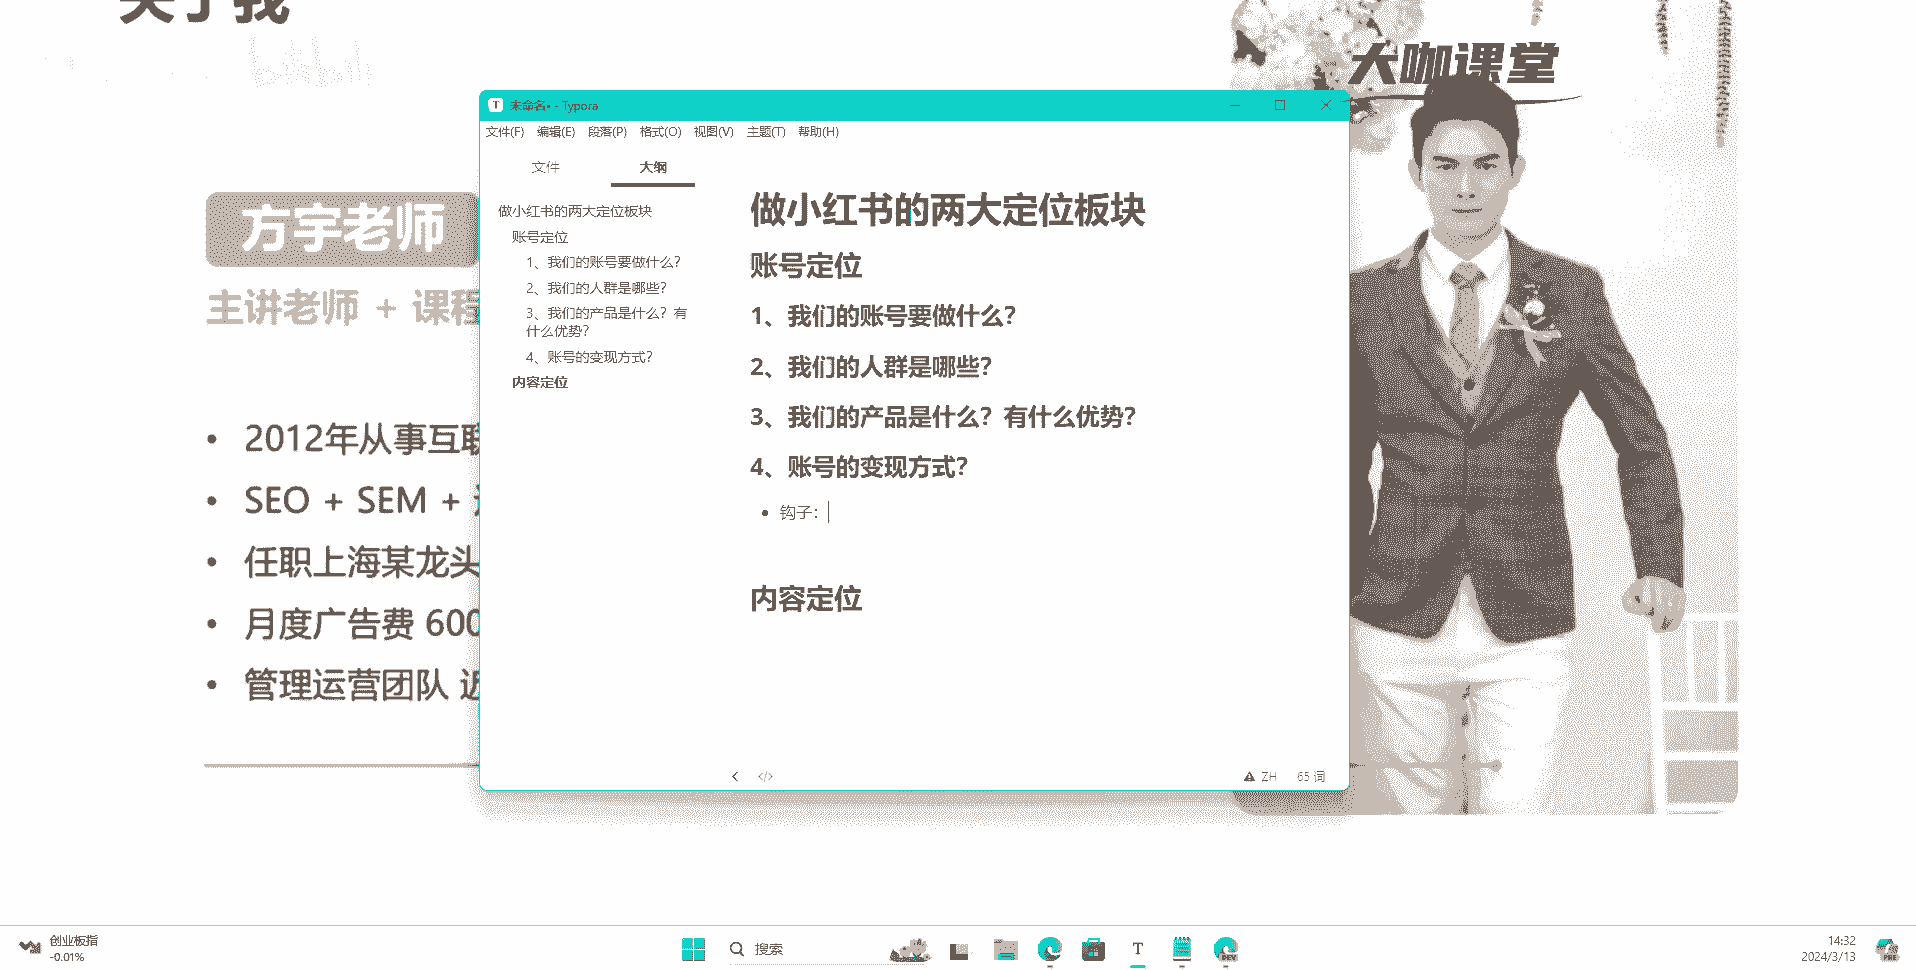 关于我
bilibili
大咖课堂
方宇老师
主讲老师 + 课程
2012年从事互联
SEO + SEM +
任职上海某龙头
月度广告费 600
管理运营团队 近
未命名• - Typora
文件(F) 编辑(E) 段落(P) 格式(O) 视图(V) 主题(T) 帮助(H)
文件 大纲
做小红书的两大定位板块
账号定位
1、我们的账号要做什么？
2、我们的人群是哪些？
3、我们的产品是什么？有
什么优势？
4、账号的变现方式？
内容定位
做小红书的两大定位板块
账号定位
1、我们的账号要做什么？
2、我们的人群是哪些？
3、我们的产品是什么？有什么优势？
4、账号的变现方式？
钩子：
内容定位
ZH 65 词
创业板指
-0.01%
搜索
T
DEV
14:32
2024/3/13
PRE